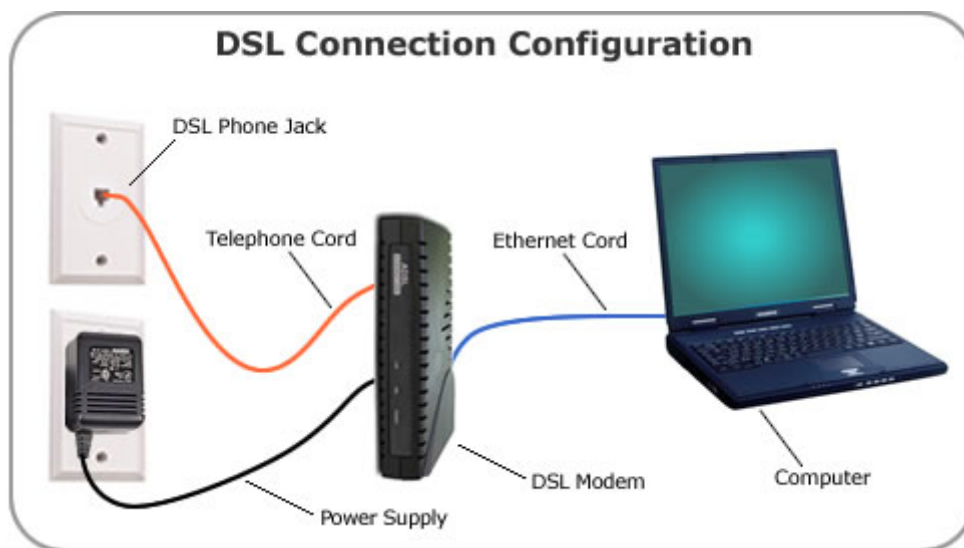 DSL Connection Configuration
DSL Phone Jack
Telephone Cord
Ethernet Cord
DSL Modem
Computer
Power Supply